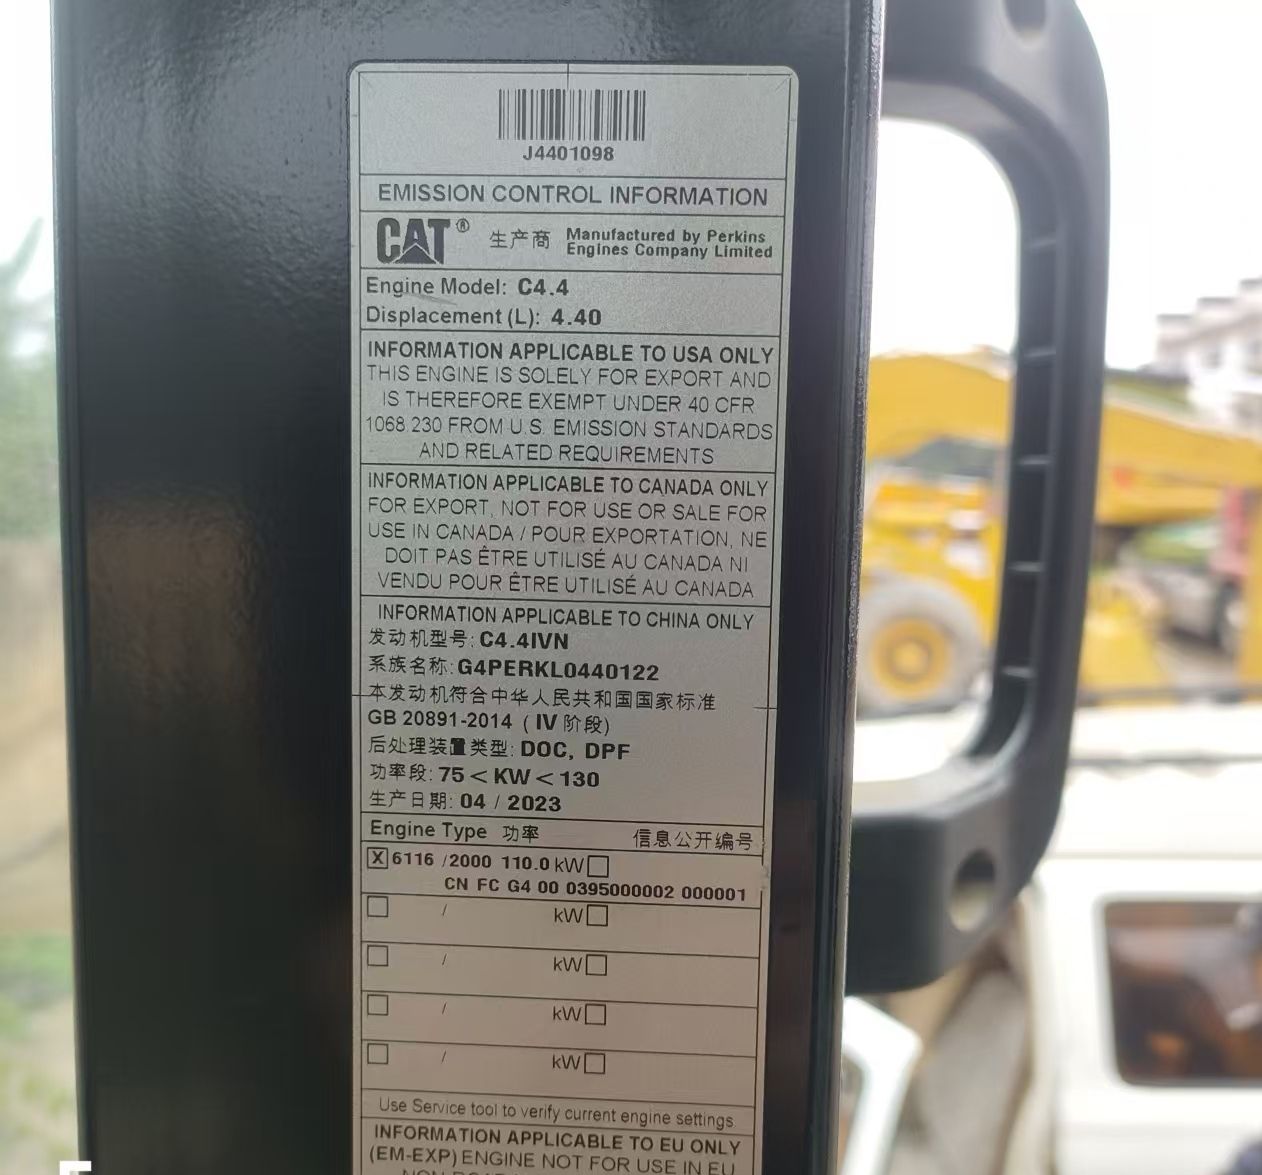 J4401098
EMISSION CONTROL INFORMATION
CAT® 生产商 Manufactured by Perkins
Engines Company Limited
Engine Model: C4.4
Displacement (L): 4.40
INFORMATION APPLICABLE TO USA ONLY
THIS ENGINE IS SOLELY FOR EXPORT AND
IS THEREFORE EXEMPT UNDER 40 CFR
1068.230 FROM U.S. EMISSION STANDARDS
AND RELATED REQUIREMENTS
INFORMATION APPLICABLE TO CANADA ONLY
FOR EXPORT, NOT FOR USE OR SALE FOR
USE IN CANADA / POUR EXPORTATION, NE
DOIT PAS ÊTRE UTILISÉ AU CANADA NI
VENDU POUR ÊTRE UTILISÉ AU CANADA
INFORMATION APPLICABLE TO CHINA ONLY
发动机型号: C4.4IVN
系族名称: G4PERKL0440122
本发动机符合中华人民共和国国家标准
GB 20891-2014 ( IV 阶段)
后处理装置类型: DOC, DPF
功率段: 75 < KW < 130
生产日期: 04 / 2023
Engine Type 功率 信息公开编号
X 6116 /2000 110.0 kW
CN FC G4 00 0395000002 000001
/ kW
/ kW
/ kW
/ kW
Use Service tool to verify current engine settings
INFORMATION APPLICABLE TO EU ONLY
(EM-EXP) ENGINE NOT FOR USE IN EU